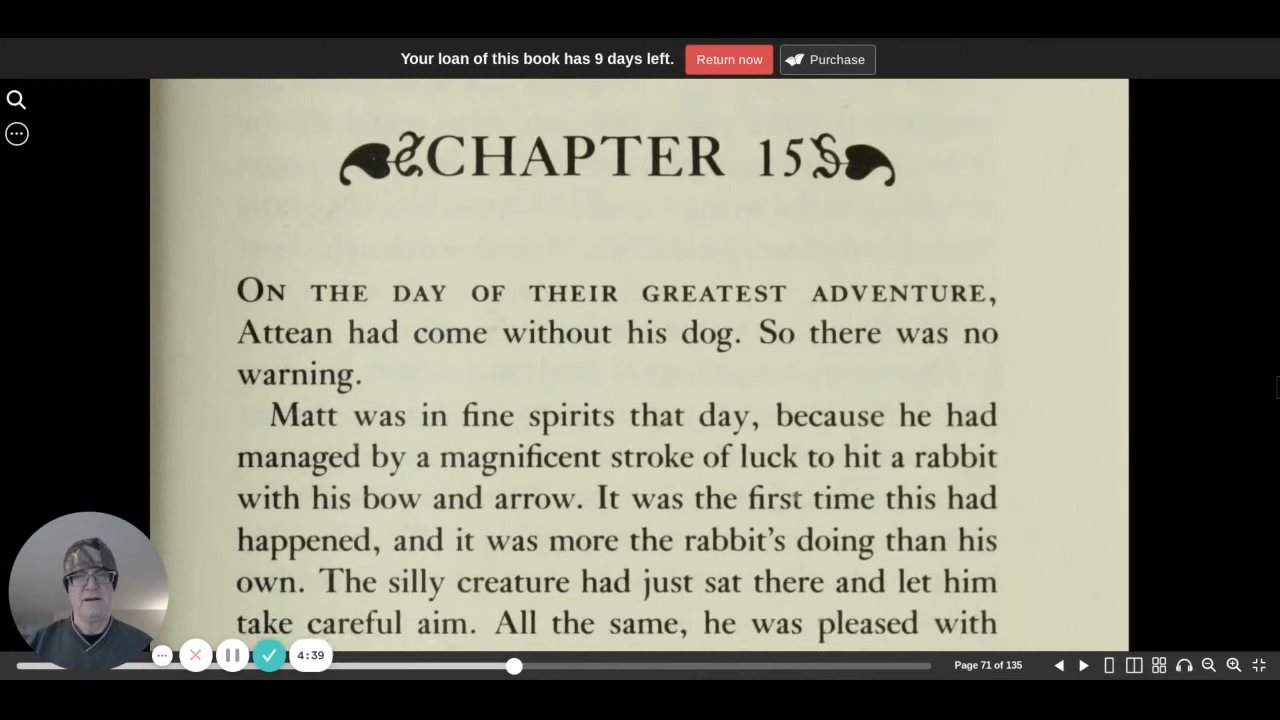 Your loan of this book has 9 days left. Return now Purchase
CHAPTER 15
ON THE DAY OF THEIR GREATEST ADVENTURE,
Attean had come without his dog. So there was no
warning.
Matt was in fine spirits that day, because he had
managed by a magnificent stroke of luck to hit a rabbit
with his bow and arrow. It was the first time this had
happened, and it was more the rabbit's doing than his
own. The silly creature had just sat there and let him
take careful aim. All the same, he was pleased with
4:39
Page 71 of 135